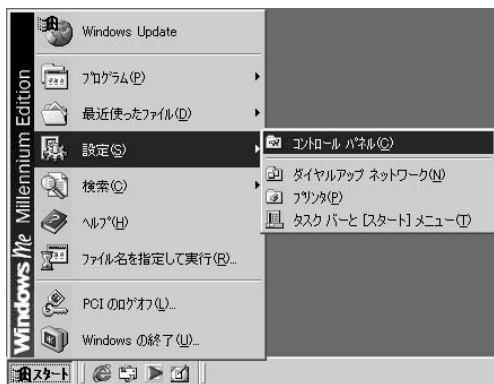 Windows Me Millennium Edition
Windows Update
ﾌﾟﾛｸﾞﾗﾑ(P)
最近使ったﾌｧｲﾙ(D)
設定(S)
検索(C)
ﾍﾙﾌﾟ(H)
ﾌｧｲﾙ名を指定して実行(R)...
PCI のﾛｸﾞｵﾌ(L)...
Windows の終了(U)...
ｺﾝﾄﾛｰﾙ ﾊﾟﾈﾙ(C)
ダイヤルアップ ネットワーク(N)
ﾌﾟﾘﾝﾀ(P)
タスク バーと [スタート] メニュー(T)
スタート